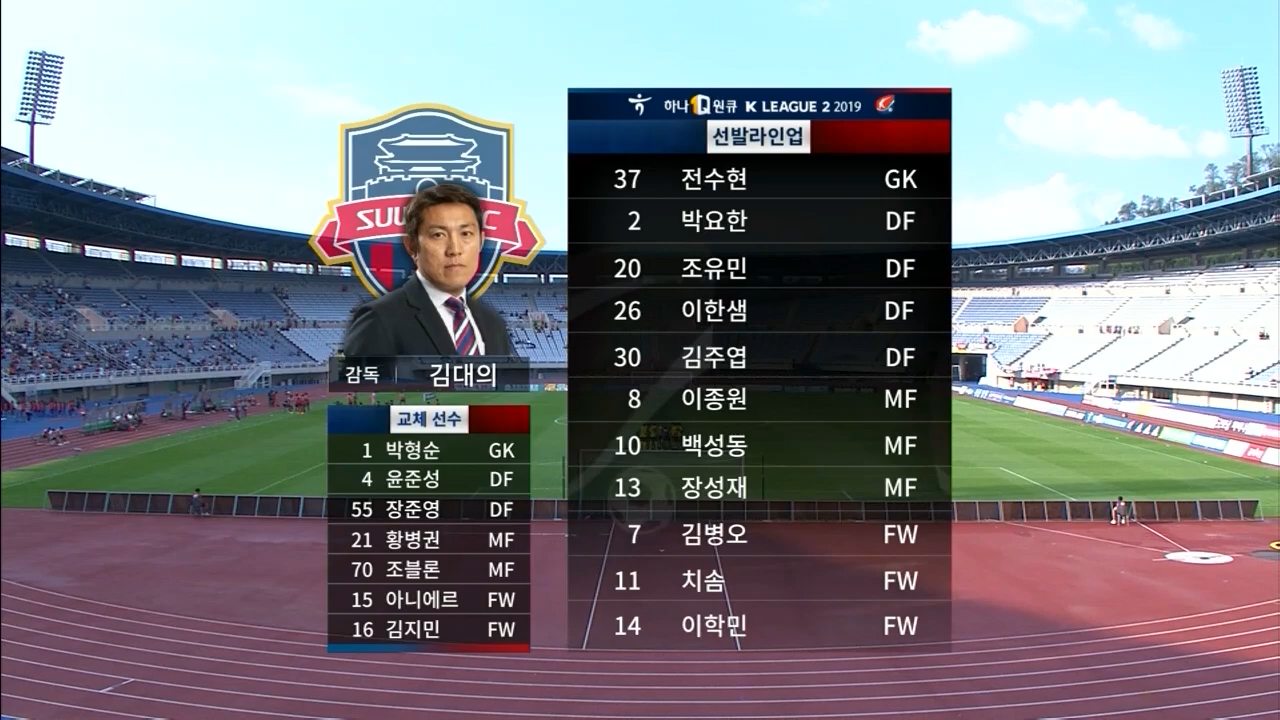 하나1Q원큐 K LEAGUE 2 2019
선발라인업
37 전수현 GK
2 박요한 DF
20 조유민 DF
26 이한샘 DF
30 김주엽 DF
8 이종원 MF
10 백성동 MF
13 장성재 MF
7 김병오 FW
11 치솜 FW
14 이학민 FW
감독 김대의
교체 선수
1 박형순 GK
4 윤준성 DF
55 장준영 DF
21 황병권 MF
70 조블론 MF
15 아니에르 FW
16 김지민 FW